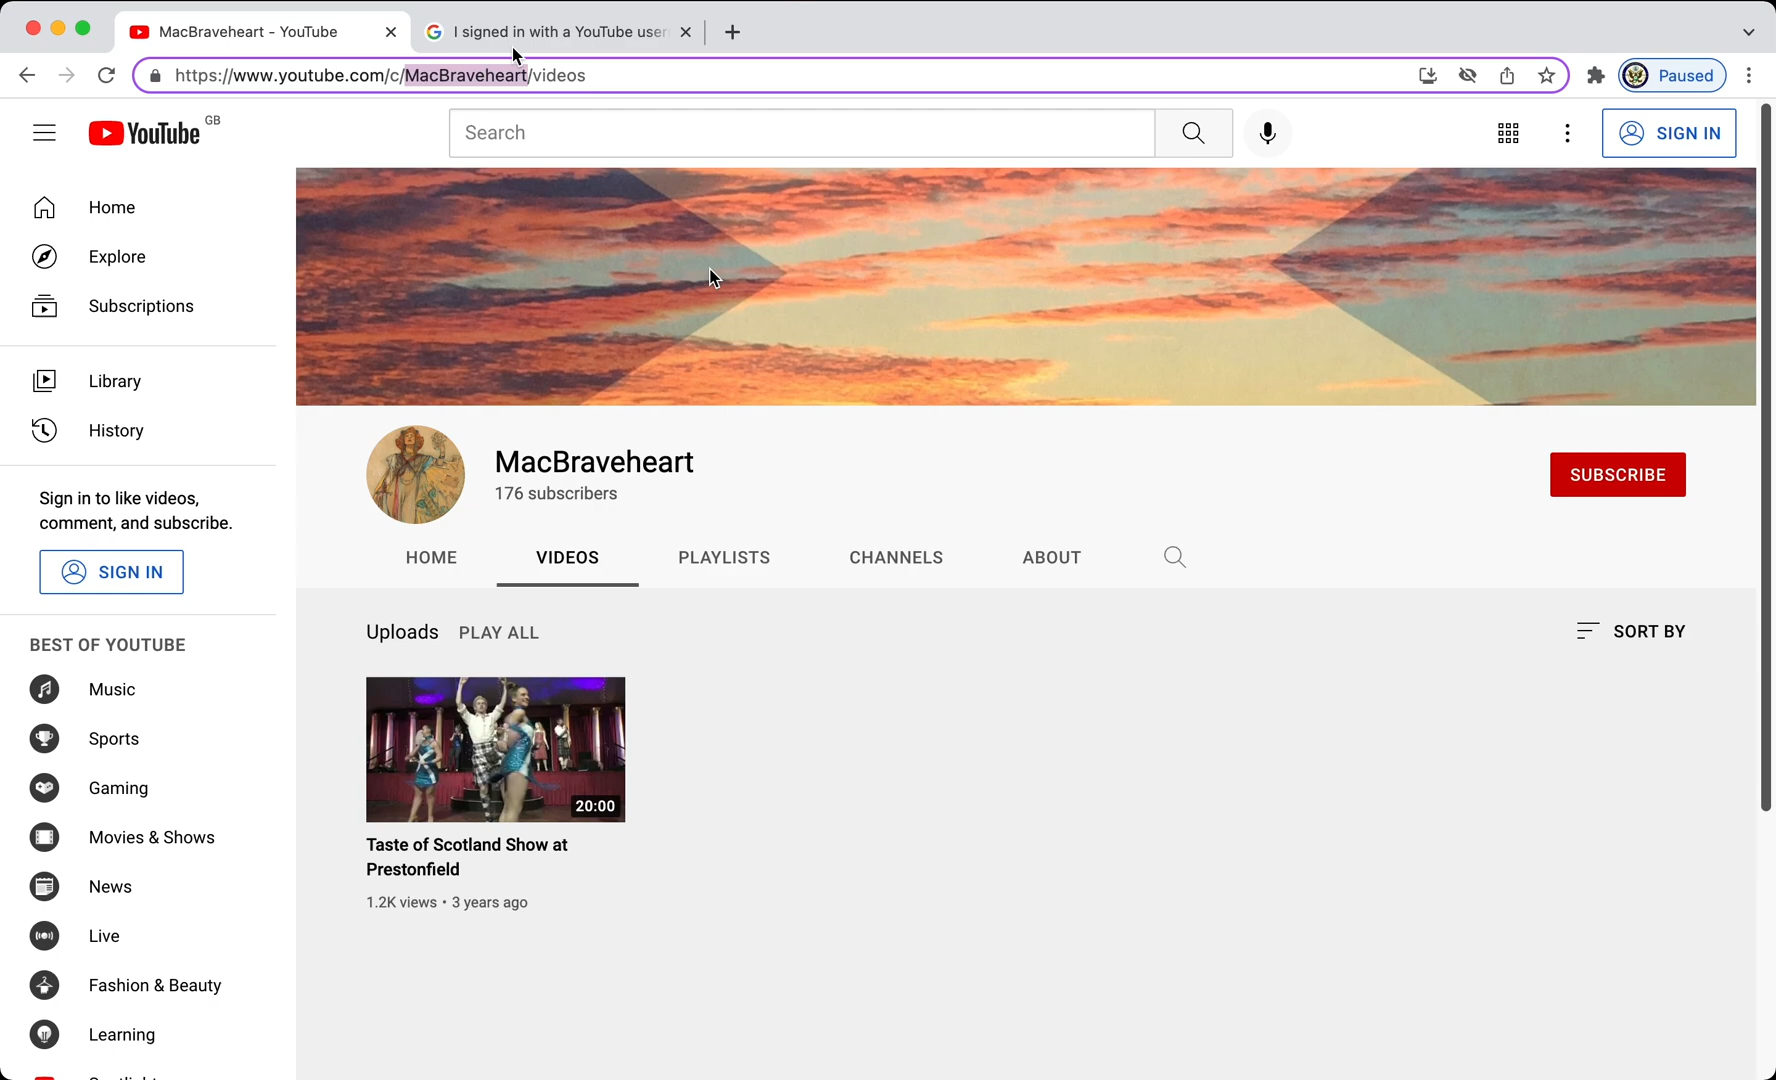 MacBraveheart - YouTube
I signed in with a YouTube user
https://www.youtube.com/c/MacBraveheart/videos
Paused
YouTube GB
Search
SIGN IN
Home
Explore
Subscriptions
Library
History
Sign in to like videos,
comment, and subscribe.
SIGN IN
BEST OF YOUTUBE
Music
Sports
Gaming
Movies & Shows
News
Live
Fashion & Beauty
Learning
MacBraveheart
176 subscribers
SUBSCRIBE
HOME
VIDEOS
PLAYLISTS
CHANNELS
ABOUT
Uploads
PLAY ALL
SORT BY
20:00
Taste of Scotland Show at
Prestonfield
1.2K views • 3 years ago